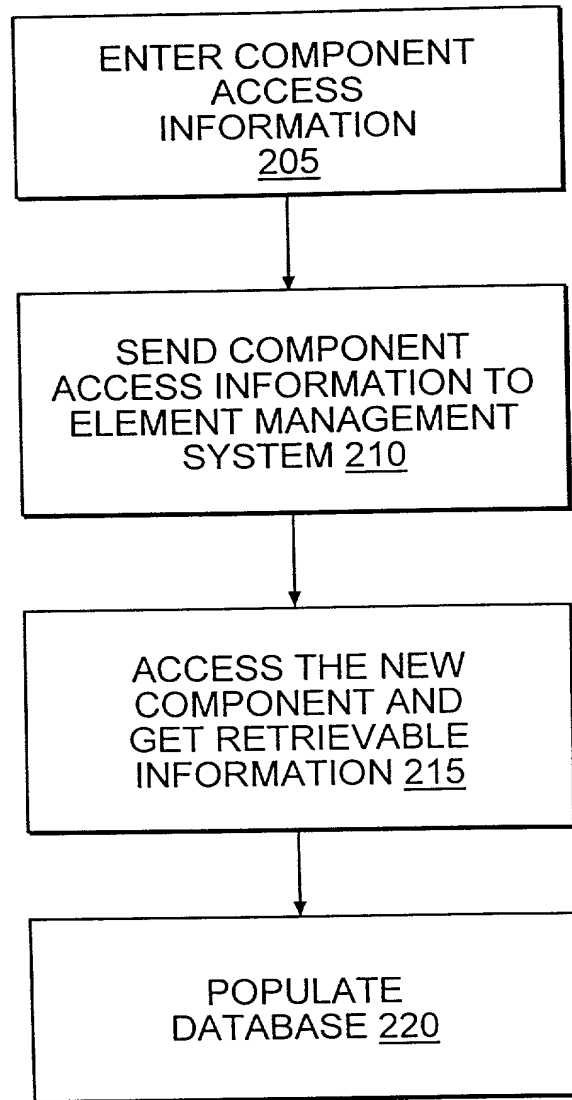 ENTER COMPONENT
ACCESS
INFORMATION
205
SEND COMPONENT
ACCESS INFORMATION TO
ELEMENT MANAGEMENT
SYSTEM 210
ACCESS THE NEW
COMPONENT AND
GET RETRIEVABLE
INFORMATION 215
POPULATE
DATABASE 220